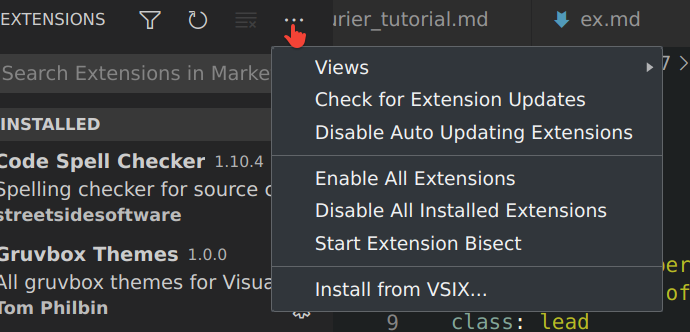 EXTENSIONS
urier_tutorial.md
ex.md
Search Extensions in Marke
7
Views
Check for Extension Updates
Disable Auto Updating Extensions
INSTALLED
Code Spell Checker 1.10.4
Spelling checker for source c
streetsidesoftware
Enable All Extensions
Disable All Installed Extensions
Start Extension Bisect
Gruvbox Themes 1.0.0
All gruvbox themes for Visua
Tom Philbin
Install from VSIX...
per
of
9 class: lead